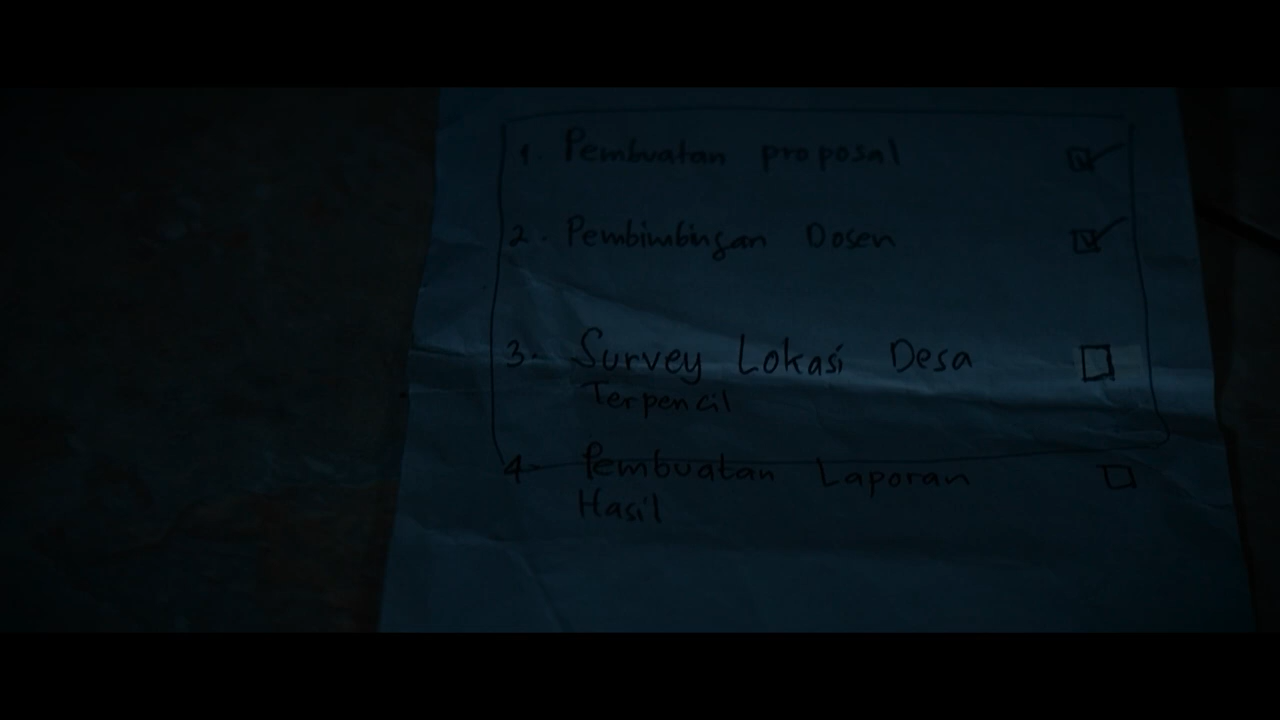 1. Pembuatan proposal
2. Pembimbingan Dosen
3. Survey Lokasi Desa
Terpencil
4. Pembuatan Laporan
Hasil